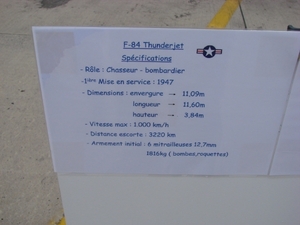 F-84 Thunderjet
Spécifications
- Rôle : Chasseur - bombardier
-1ère Mise en service : 1947
- Dimensions : envergure → 11,09m
longueur → 11,60m
hauteur → 3,84m
- Vitesse max : 1 000 km/h
- Distance escorte : 3220 km
- Armement initial : 6 mitrailleuses 12,7mm
1816kg ( bombes,roquettes)